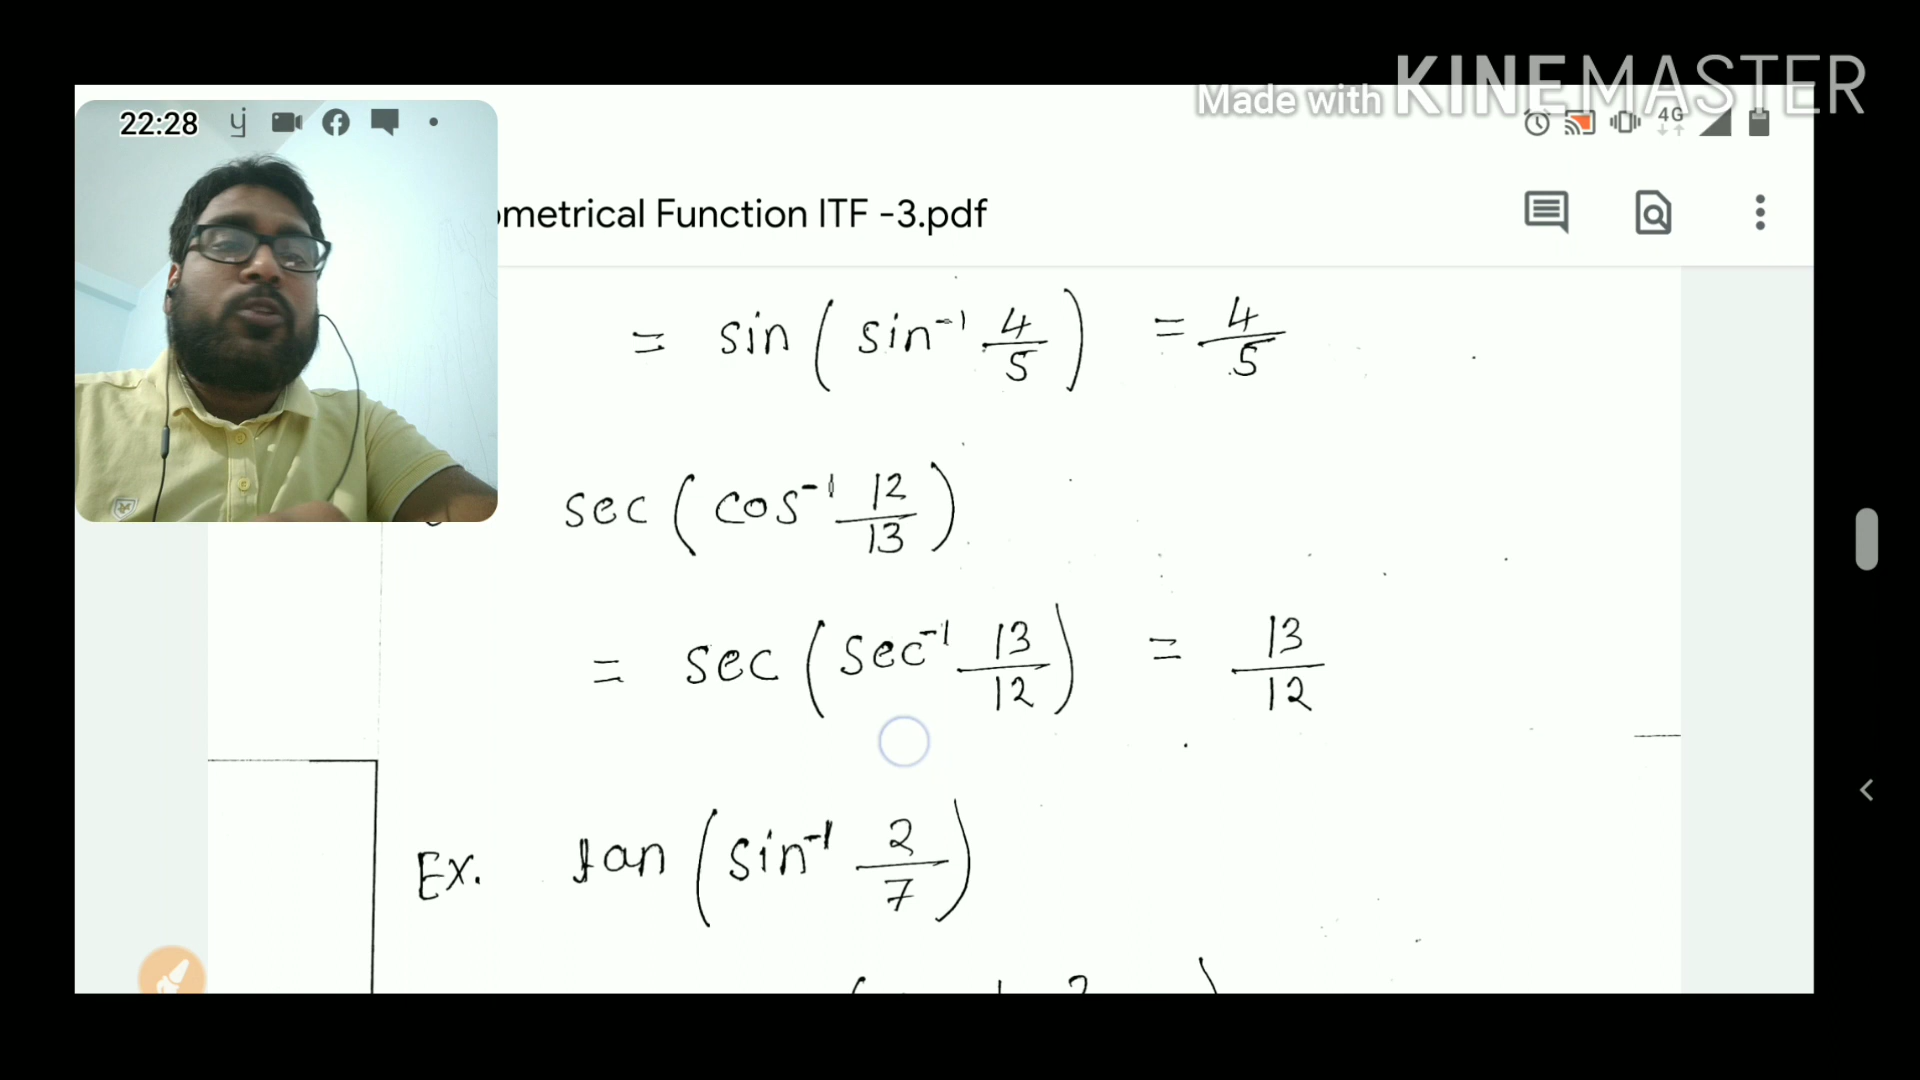 Made with KINEMASTER
22:28
4G
ometrical Function ITF -3.pdf
= sin ( sin⁻¹ 4/5 ) = 4/5
sec ( cos⁻¹ 12/13 )
= sec ( sec⁻¹ 13/12 ) = 13/12
Ex. tan ( sin⁻¹ 2/7 )